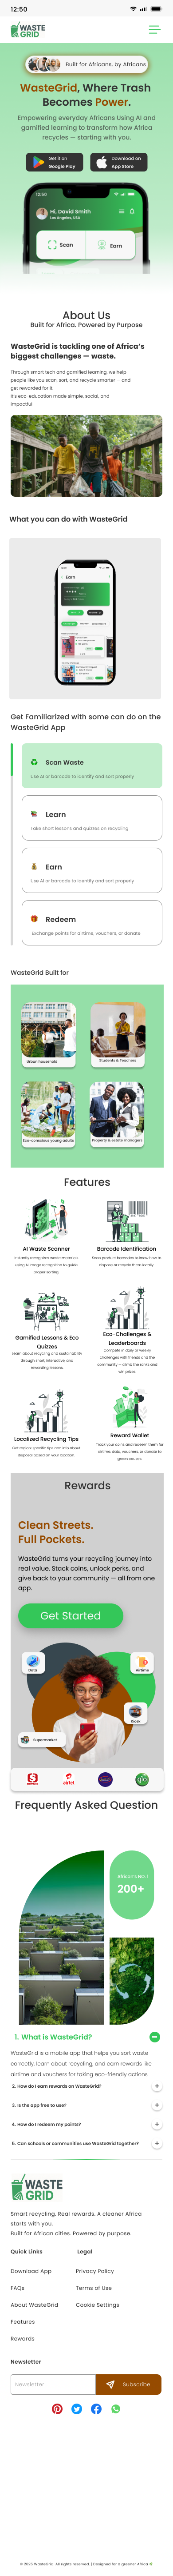 12:50
WASTE
GRID
Built for Africans, by Africans
WasteGrid, Where Trash
Becomes Power.
Empowering everyday Africans Using AI and
gamified learning to transform how Africa
recycles — starting with you.
Get it on
Google Play
Download on
App Store
12:50
Hi, David Smith
Los Angeles, USA
Scan
Earn
About Us
Built for Africa. Powered by Purpose
WasteGrid is tackling one of Africa's
biggest challenges — waste.
Through smart tech and gamified learning, we help
people like you scan, sort, and recycle smarter — and
get rewarded for it.
It's eco-education made simple, social, and
impactful
What you can do with WasteGrid
Earn
Get Familiarized with some can do on the
WasteGrid App
Scan Waste
Use AI or barcode to identify and sort properly
Learn
Take short lessons and quizzes on recycling
Earn
Use AI or barcode to identify and sort properly
Redeem
Exchange points for airtime, vouchers, or donate
WasteGrid Built for
Urban household
Students & Teachers
Eco-conscious young adults
Property & estate managers
Features
AI Waste Scanner
Instantly recognizes waste materials
using AI image recognition to guide
proper sorting.
Barcode Identification
Scan product barcodes to know how to
dispose or recycle them locally.
Gamified Lessons & Eco
Quizzes
Learn about recycling and sustainability
through short, interactive, and
rewarding lessons.
Eco-Challenges &
Leaderboards
Compete in daily or weekly
challenges with friends and the
community — climb the ranks and
win prizes.
Localized Recycling Tips
Get region-specific tips and info about
disposal based on your location.
Reward Wallet
Track your coins and redeem them for
airtime, data, vouchers, or donate to
green causes.
Rewards
Clean Streets.
Full Pockets.
WasteGrid turns your recycling journey into
real value. Stack coins, unlock perks, and
give back to your community — all from one
app.
Get Started
Data
Airtime
Kiosk
Supermarket
airtel
glo
Frequently Asked Question
African's NO. 1
200+
1. What is WasteGrid?
WasteGrid is a mobile app that helps you sort waste
correctly, learn about recycling, and earn rewards like
airtime and vouchers for taking eco-friendly actions.
2. How do I earn rewards on WasteGrid?
3. Is the app free to use?
4. How do I redeem my points?
5. Can schools or communities use WasteGrid together?
WASTE
GRID
Smart recycling. Real rewards. A cleaner Africa
starts with you.
Built for African cities. Powered by purpose.
Quick Links
Legal
Download App
Privacy Policy
FAQs
Terms of Use
About WasteGrid
Cookie Settings
Features
Rewards
Newsletter
Newsletter
Subscribe
© 2025 WasteGrid. All rights reserved. | Designed for a greener Africa